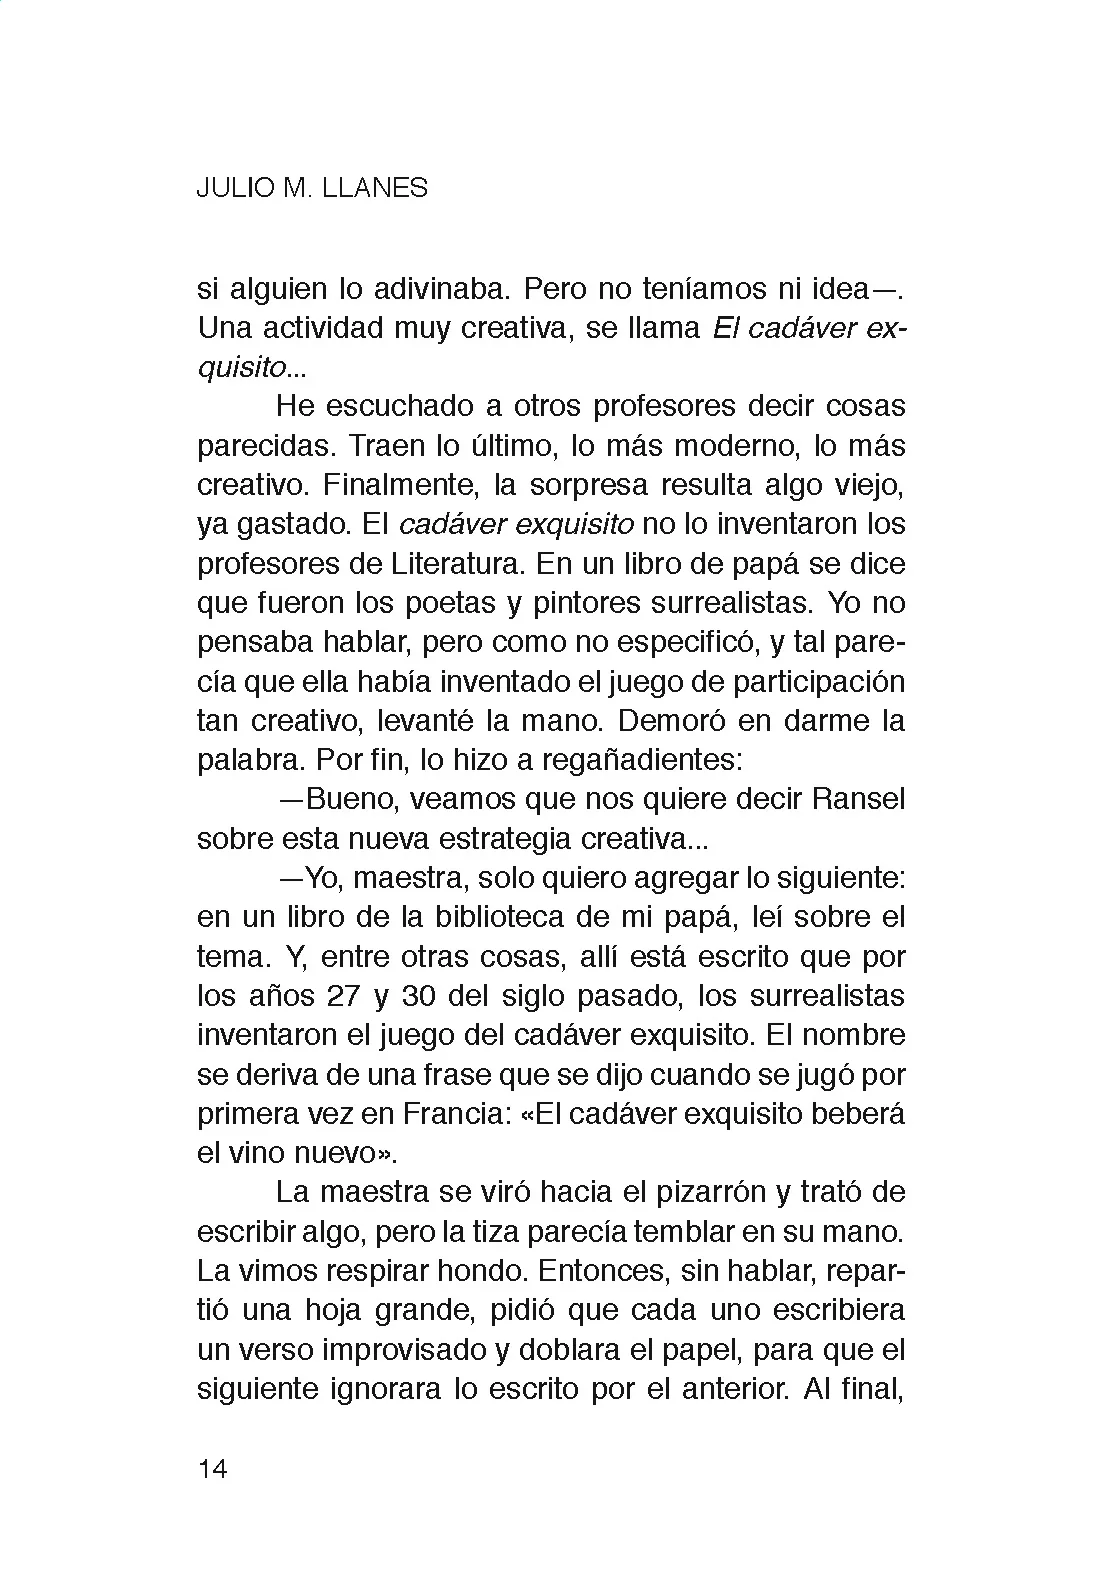 JULIO M. LLANES
si alguien lo adivinaba. Pero no teníamos ni idea—.
Una actividad muy creativa, se llama El cadáver ex-
quisito...
He escuchado a otros profesores decir cosas
parecidas. Traen lo último, lo más moderno, lo más
creativo. Finalmente, la sorpresa resulta algo viejo,
ya gastado. El cadáver exquisito no lo inventaron los
profesores de Literatura. En un libro de papá se dice
que fueron los poetas y pintores surrealistas. Yo no
pensaba hablar, pero como no especificó, y tal pare-
cía que ella había inventado el juego de participación
tan creativo, levanté la mano. Demoró en darme la
palabra. Por fin, lo hizo a regañadientes:
—Bueno, veamos que nos quiere decir Ransel
sobre esta nueva estrategia creativa...
—Yo, maestra, solo quiero agregar lo siguiente:
en un libro de la biblioteca de mi papá, leí sobre el
tema. Y, entre otras cosas, allí está escrito que por
los años 27 y 30 del siglo pasado, los surrealistas
inventaron el juego del cadáver exquisito. El nombre
se deriva de una frase que se dijo cuando se jugó por
primera vez en Francia: «El cadáver exquisito beberá
el vino nuevo».
La maestra se viró hacia el pizarrón y trató de
escribir algo, pero la tiza parecía temblar en su mano.
La vimos respirar hondo. Entonces, sin hablar, repar-
tió una hoja grande, pidió que cada uno escribiera
un verso improvisado y doblara el papel, para que el
siguiente ignorara lo escrito por el anterior. Al final,
14